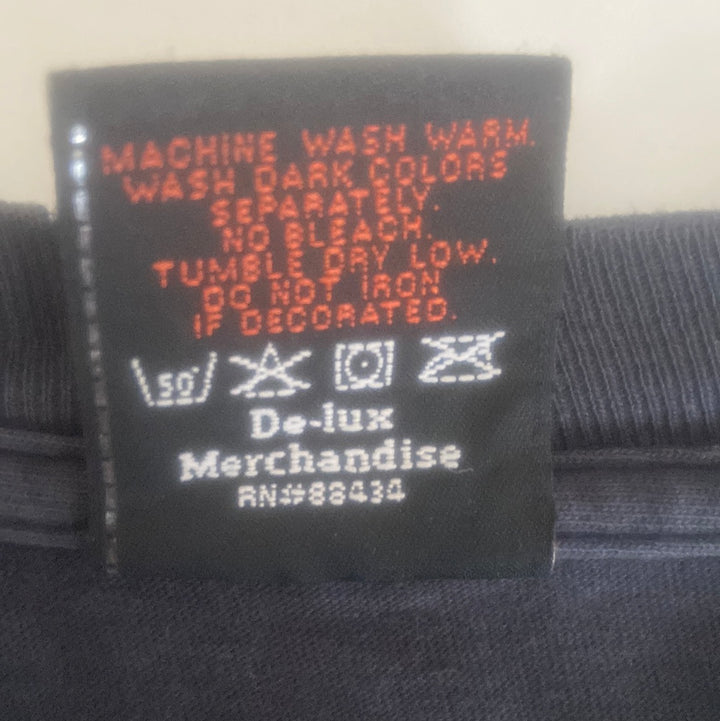 MACHINE WASH WARM.
WASH DARK COLORS
SEPARATELY.
NO BLEACH.
TUMBLE DRY LOW.
DO NOT IRON
IF DECORATED.
50°
De-lux
Merchandise
RN#88434